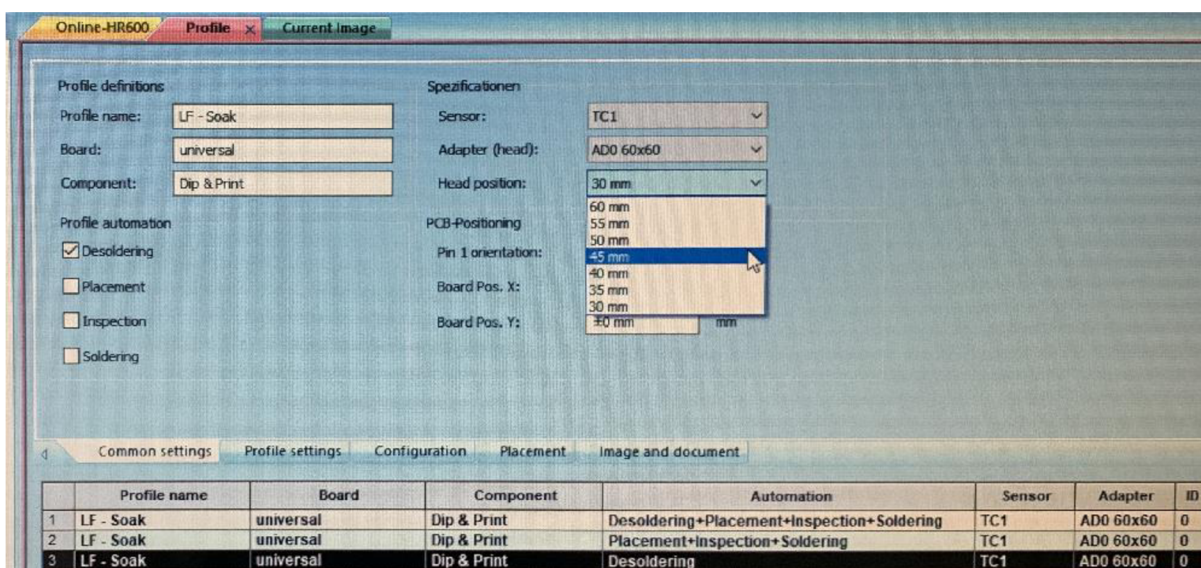 Online-HR600 Profile x Current Image
Profile definitions Spezificationen
Profile name: LF - Soak Sensor: TC1
Board: universal Adapter (head): AD0 60x60
Component: Dip & Print Head position: 30 mm
60 mm
Profile automation PCB-Positioning 55 mm
50 mm
Desoldering Pin 1 orientation: 45 mm
40 mm
Placement Board Pos. X: 35 mm
30 mm
Inspection Board Pos. Y: ±0 mm mm
Soldering
Common settings Profile settings Configuration Placement Image and document
Profile name Board Component Automation Sensor Adapter ID
1 LF - Soak universal Dip & Print Desoldering+Placement+Inspection+Soldering TC1 AD0 60x60 0
2 LF - Soak universal Dip & Print Placement+Inspection+Soldering TC1 AD0 60x60 0
3 LF - Soak universal Dip & Print Desoldering TC1 AD0 60x60 0